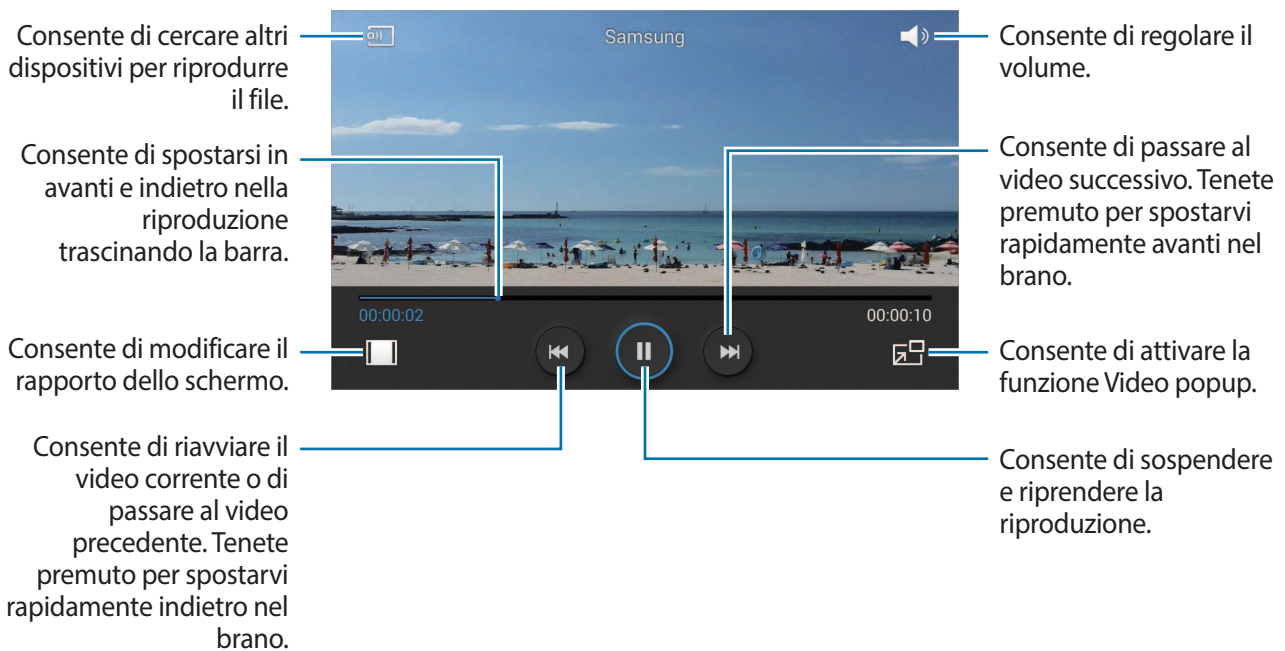 Consente di cercare altri
dispositivi per riprodurre
il file.
Consente di spostarsi in
avanti e indietro nella
riproduzione
trascinando la barra.
Consente di modificare il
rapporto dello schermo.
Consente di riavviare il
video corrente o di
passare al video
precedente. Tenete
premuto per spostarvi
rapidamente indietro nel
brano.
Samsung
00:00:02
00:00:10
Consente di regolare il
volume.
Consente di passare al
video successivo. Tenete
premuto per spostarvi
rapidamente avanti nel
brano.
Consente di attivare la
funzione Video popup.
Consente di sospendere
e riprendere la
riproduzione.